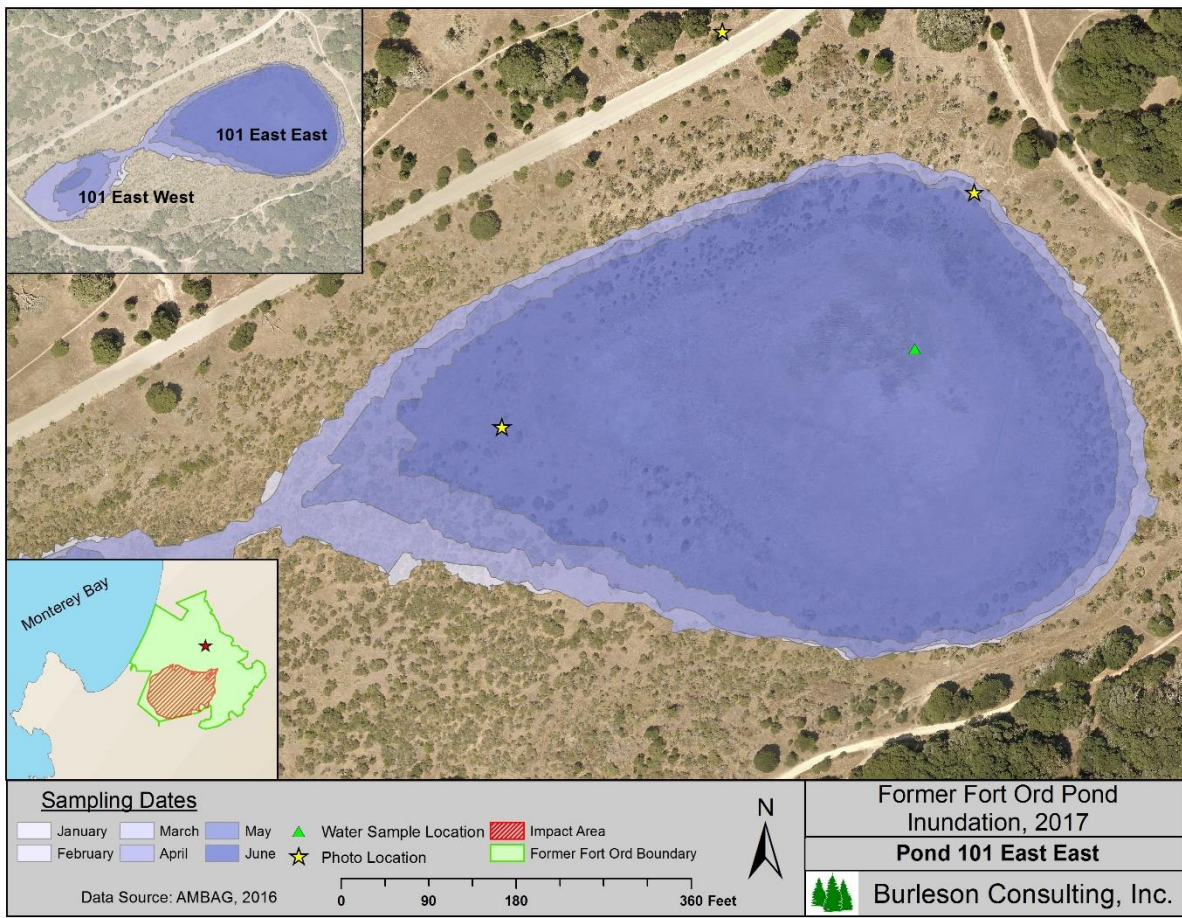 101 East East
101 East West
Monterey Bay
Sampling Dates
January
February
March
April
May
June
Water Sample Location
Photo Location
Impact Area
Former Fort Ord Boundary
Data Source: AMBAG, 2016
0 90 180 360 Feet
N
Former Fort Ord Pond
Inundation, 2017
Pond 101 East East
Burleson Consulting, Inc.